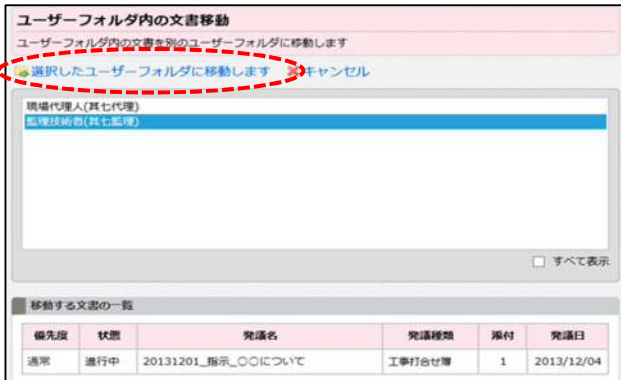 ユーザーフォルダ内の文書移動
ユーザーフォルダ内の文書を別のユーザーフォルダに移動します
選択したユーザーフォルダに移動します キャンセル
現場代理人(其七代理)
監理技術者(其七監理)
すべて表示
移動する文書の一覧
優先度 状態 発議名 発議種類 添付 発議日
通常 進行中 20131201_指示_〇〇について 工事打合せ簿 1 2013/12/04